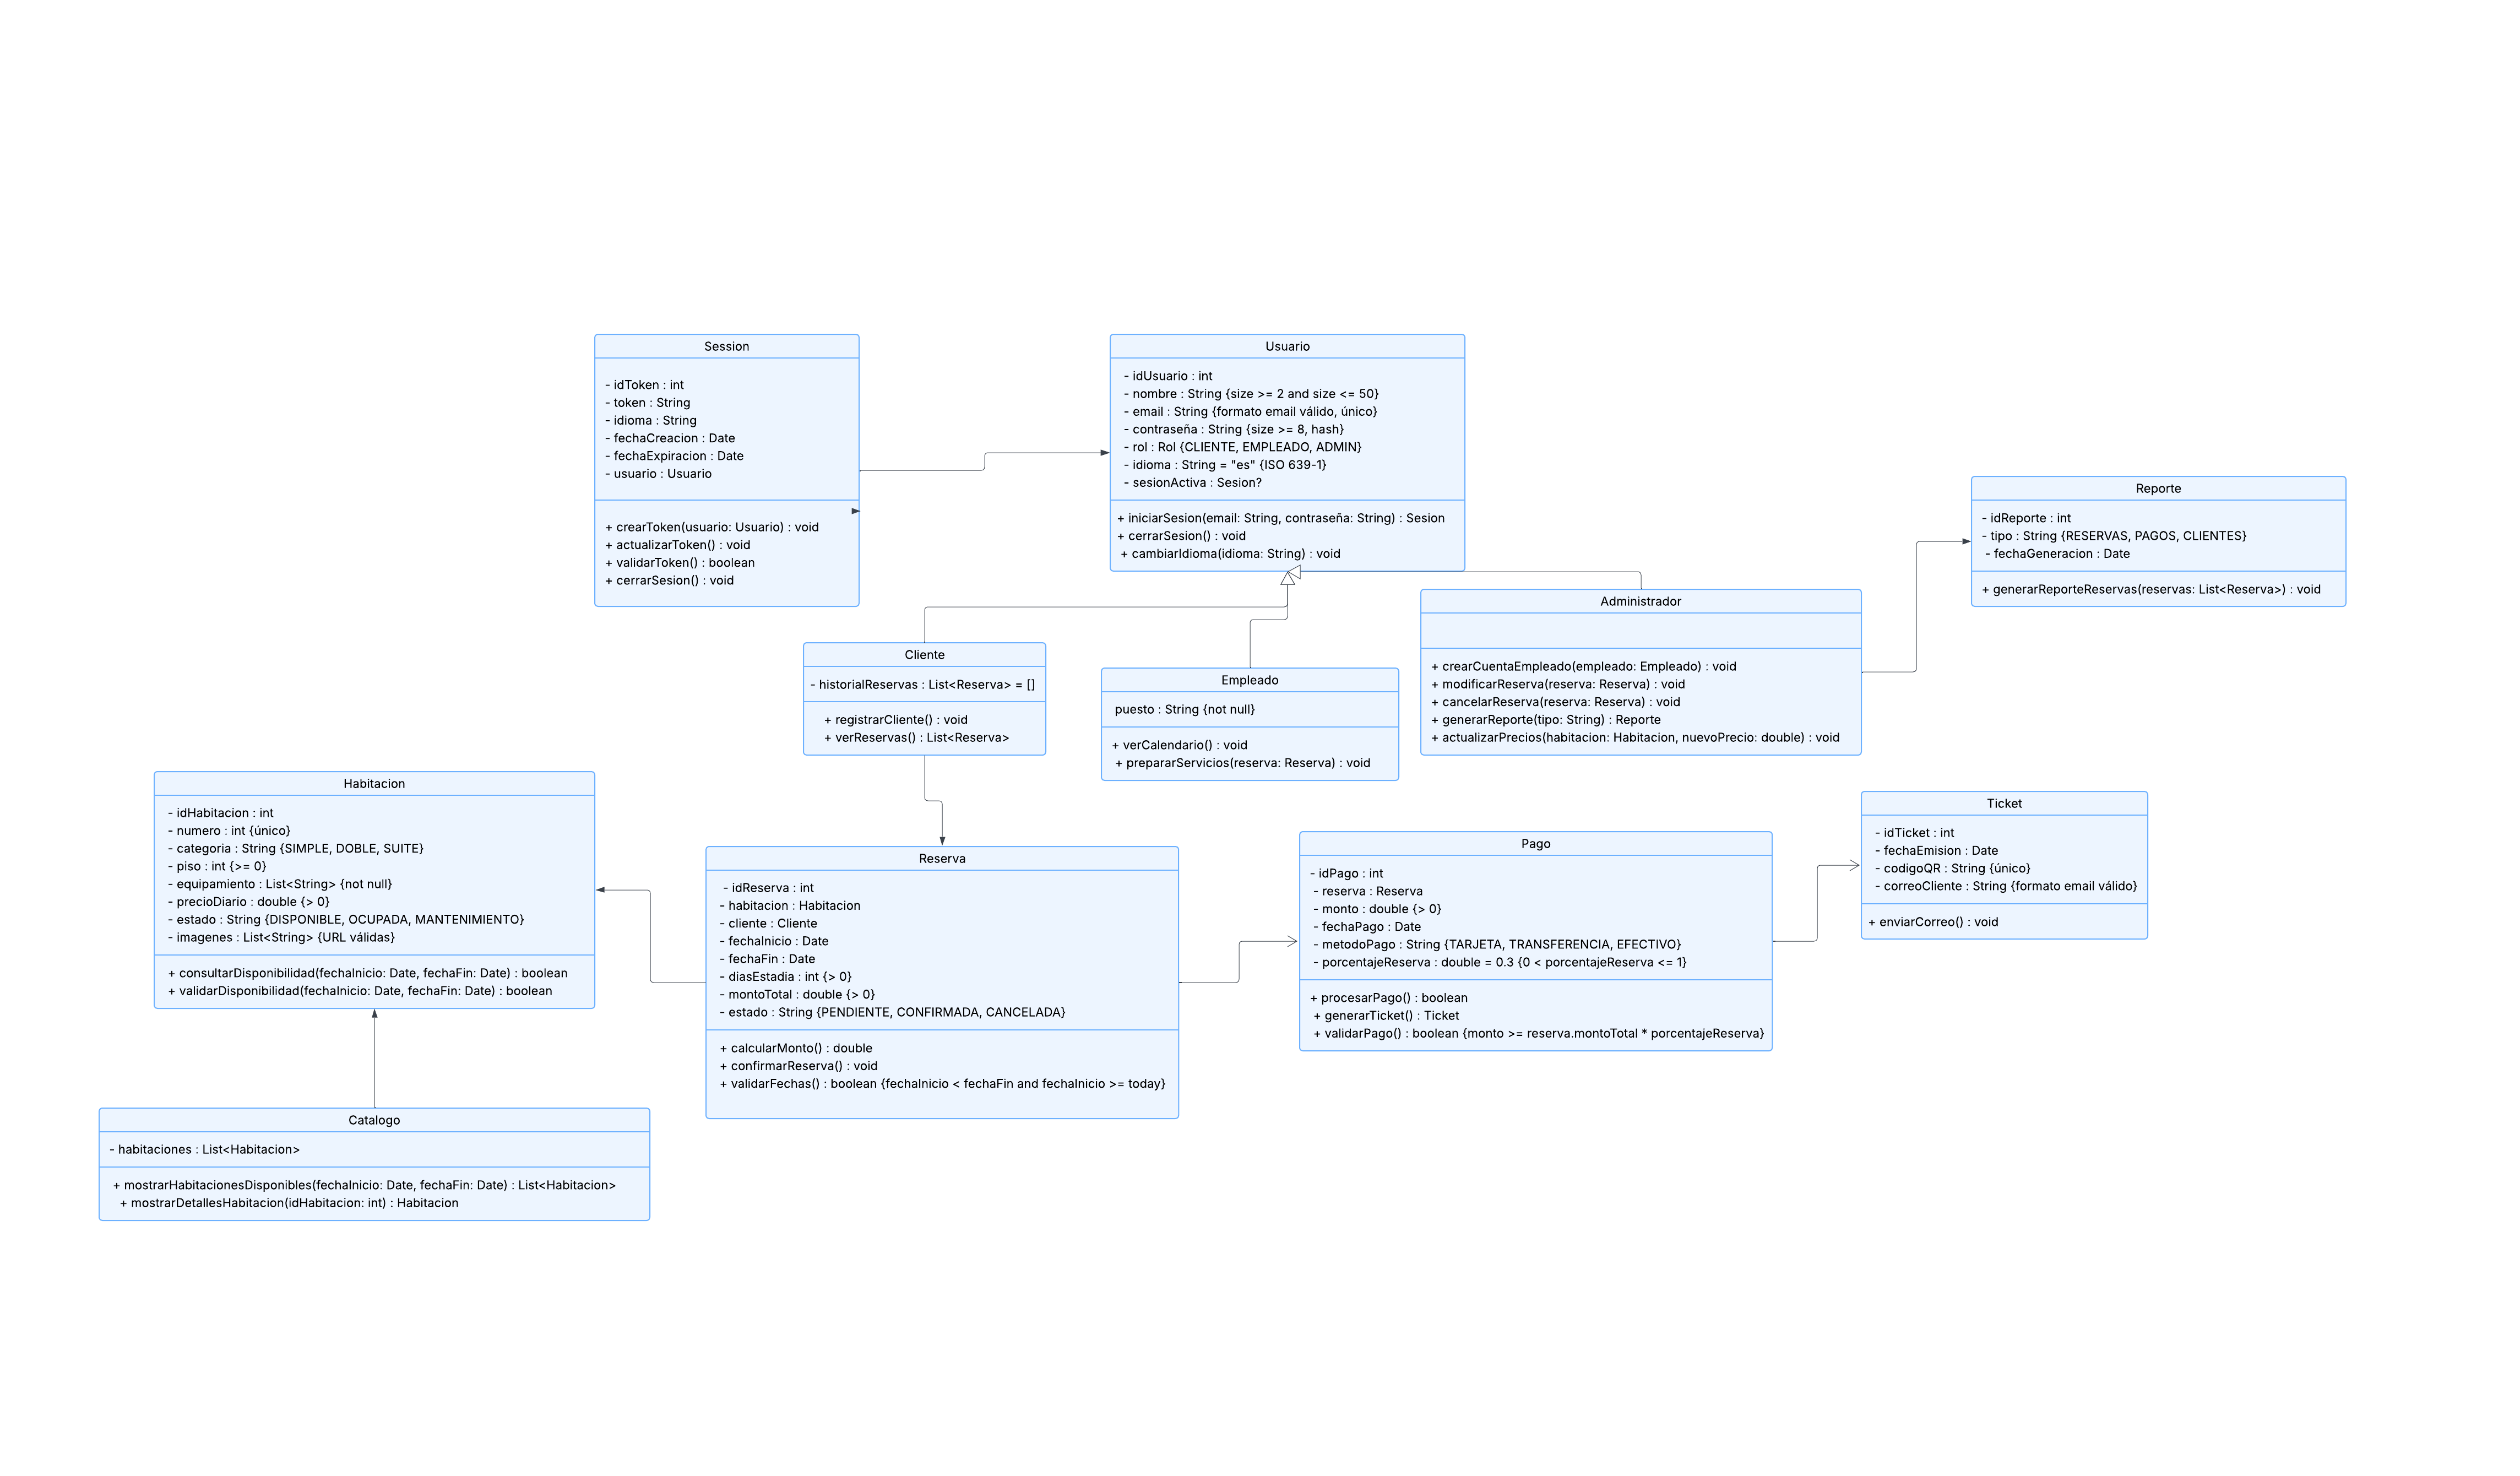 Session
- idToken : int
- token : String
- idioma : String
- fechaCreacion : Date
- fechaExpiracion : Date
- usuario : Usuario
+ crearToken(usuario: Usuario) : void
+ actualizarToken() : void
+ validarToken() : boolean
+ cerrarSesion() : void
Usuario
- idUsuario : int
- nombre : String {size >= 2 and size <= 50}
- email : String {formato email válido, único}
- contraseña : String {size >= 8, hash}
- rol : Rol {CLIENTE, EMPLEADO, ADMIN}
- idioma : String = "es" {ISO 639-1}
- sesionActiva : Sesion?
+ iniciarSesion(email: String, contraseña: String) : Sesion
+ cerrarSesion() : void
+ cambiarIdioma(idioma: String) : void
Reporte
- idReporte : int
- tipo : String {RESERVAS, PAGOS, CLIENTES}
- fechaGeneracion : Date
+ generarReporteReservas(reservas: List<Reserva>) : void
Administrador
+ crearCuentaEmpleado(empleado: Empleado) : void
+ modificarReserva(reserva: Reserva) : void
+ cancelarReserva(reserva: Reserva) : void
+ generarReporte(tipo: String) : Reporte
+ actualizarPrecios(habitacion: Habitacion, nuevoPrecio: double) : void
Cliente
- historialReservas : List<Reserva> = []
+ registrarCliente() : void
+ verReservas() : List<Reserva>
Empleado
puesto : String {not null}
+ verCalendario() : void
+ prepararServicios(reserva: Reserva) : void
Habitacion
- idHabitacion : int
- numero : int {único}
- categoria : String {SIMPLE, DOBLE, SUITE}
- piso : int {>= 0}
- equipamiento : List<String> {not null}
- precioDiario : double {> 0}
- estado : String {DISPONIBLE, OCUPADA, MANTENIMIENTO}
- imagenes : List<String> {URL válidas}
+ consultarDisponibilidad(fechaInicio: Date, fechaFin: Date) : boolean
+ validarDisponibilidad(fechaInicio: Date, fechaFin: Date) : boolean
Reserva
- idReserva : int
- habitacion : Habitacion
- cliente : Cliente
- fechaInicio : Date
- fechaFin : Date
- diasEstadia : int {> 0}
- montoTotal : double {> 0}
- estado : String {PENDIENTE, CONFIRMADA, CANCELADA}
+ calcularMonto() : double
+ confirmarReserva() : void
+ validarFechas() : boolean {fechaInicio < fechaFin and fechaInicio >= today}
Pago
- idPago : int
- reserva : Reserva
- monto : double {> 0}
- fechaPago : Date
- metodoPago : String {TARJETA, TRANSFERENCIA, EFECTIVO}
- porcentajeReserva : double = 0.3 {0 < porcentajeReserva <= 1}
+ procesarPago() : boolean
+ generarTicket() : Ticket
+ validarPago() : boolean {monto >= reserva.montoTotal * porcentajeReserva}
Ticket
- idTicket : int
- fechaEmision : Date
- codigoQR : String {único}
- correoCliente : String {formato email válido}
+ enviarCorreo() : void
Catalogo
- habitaciones : List<Habitacion>
+ mostrarHabitacionesDisponibles(fechaInicio: Date, fechaFin: Date) : List<Habitacion>
+ mostrarDetallesHabitacion(idHabitacion: int) : Habitacion